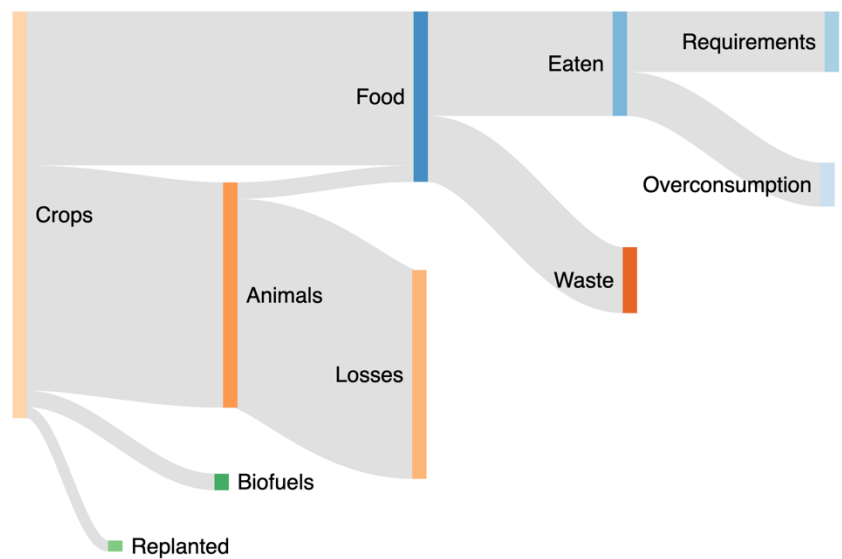 Requirements
Eaten
Food
Overconsumption
Crops
Waste
Animals
Losses
Biofuels
Replanted